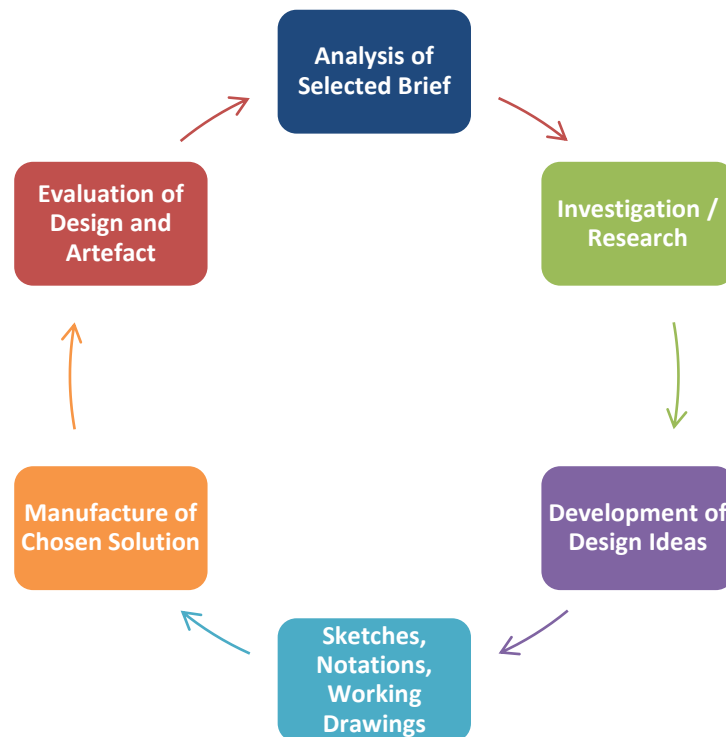 Analysis of
Selected Brief
Investigation /
Research
Development of
Design Ideas
Sketches,
Notations,
Working
Drawings
Manufacture of
Chosen Solution
Evaluation of
Design and
Artefact